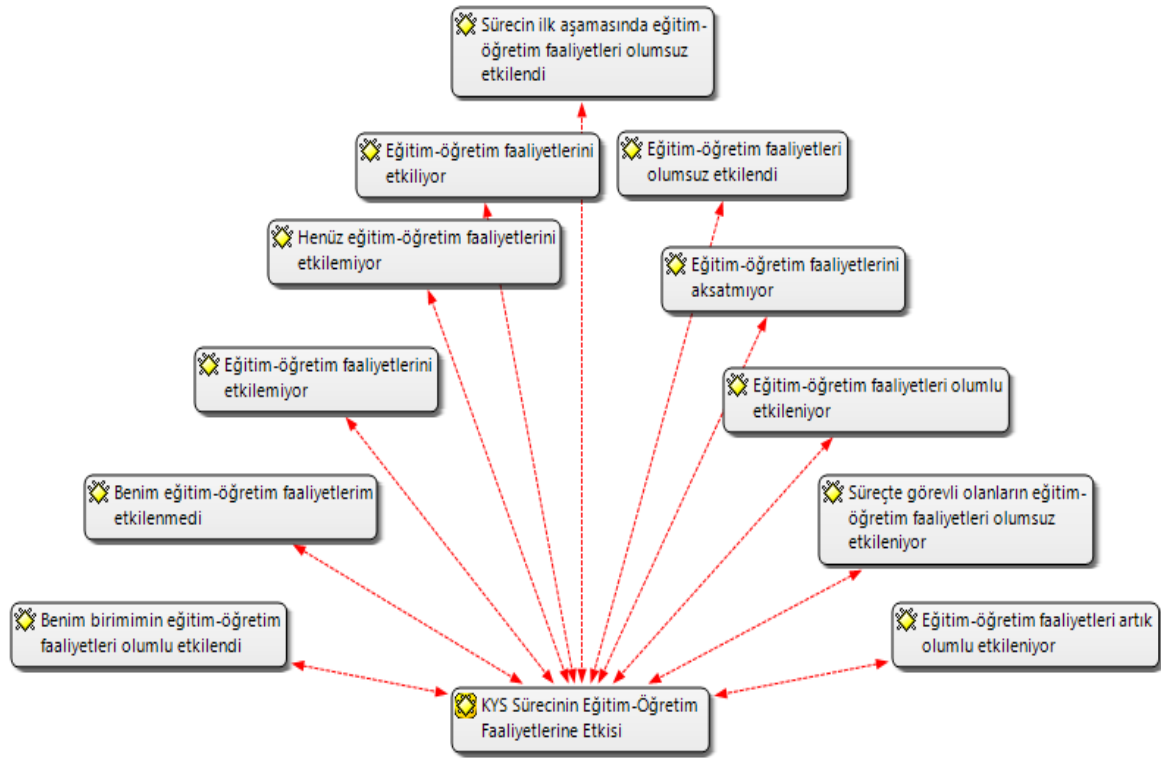 Sürecin ilk aşamasında eğitim-
öğretim faaliyetleri olumsuz
etkilendi
Eğitim-öğretim faaliyetlerini
etkiliyor
Eğitim-öğretim faaliyetleri
olumsuz etkilendi
Henüz eğitim-öğretim faaliyetlerini
etkilemiyor
Eğitim-öğretim faaliyetlerini
aksatmıyor
Eğitim-öğretim faaliyetlerini
etkilemiyor
Eğitim-öğretim faaliyetleri olumlu
etkileniyor
Benim eğitim-öğretim faaliyetlerim
etkilenmedi
Süreçte görevli olanların eğitim-
öğretim faaliyetleri olumsuz
etkileniyor
Benim birimimin eğitim-öğretim
faaliyetleri olumlu etkilendi
Eğitim-öğretim faaliyetleri artık
olumlu etkileniyor
KYS Sürecinin Eğitim-Öğretim
Faaliyetlerine Etkisi